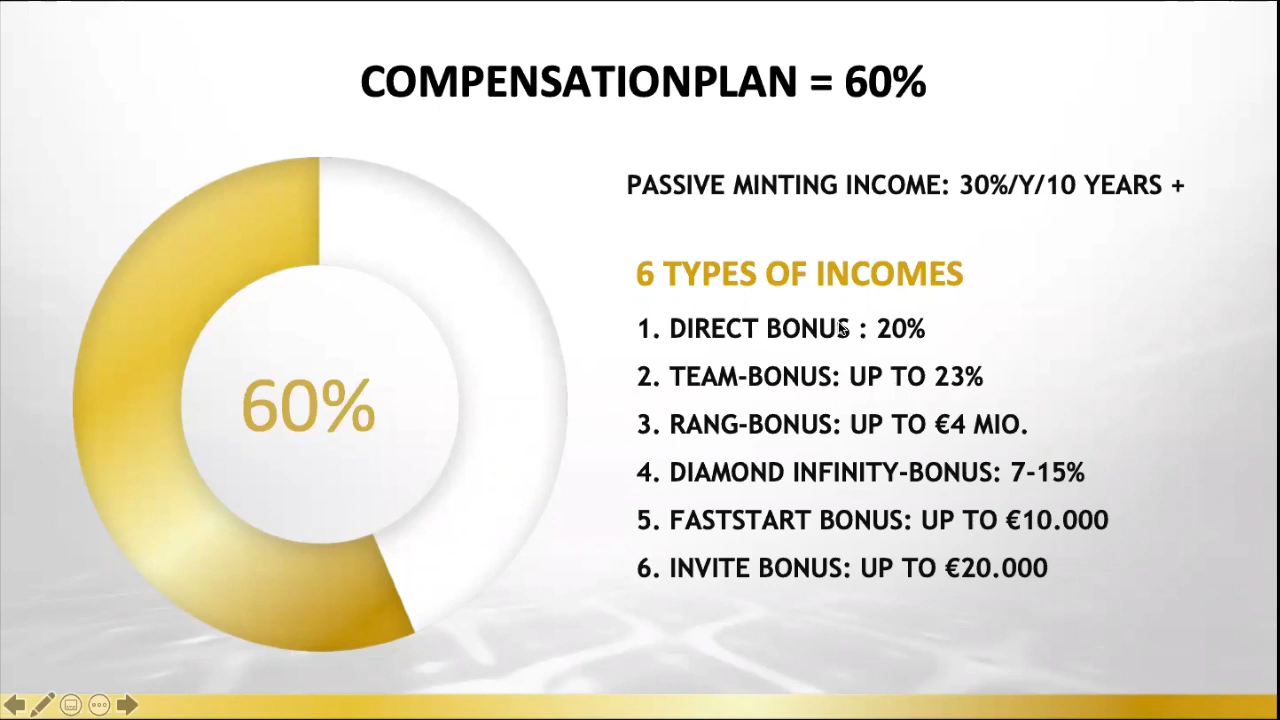 COMPENSATIONPLAN = 60%
60%
PASSIVE MINTING INCOME: 30%/Y/10 YEARS +
6 TYPES OF INCOMES
1. DIRECT BONUS : 20%
2. TEAM-BONUS: UP TO 23%
3. RANG-BONUS: UP TO €4 MIO.
4. DIAMOND INFINITY-BONUS: 7-15%
5. FASTSTART BONUS: UP TO €10.000
6. INVITE BONUS: UP TO €20.000